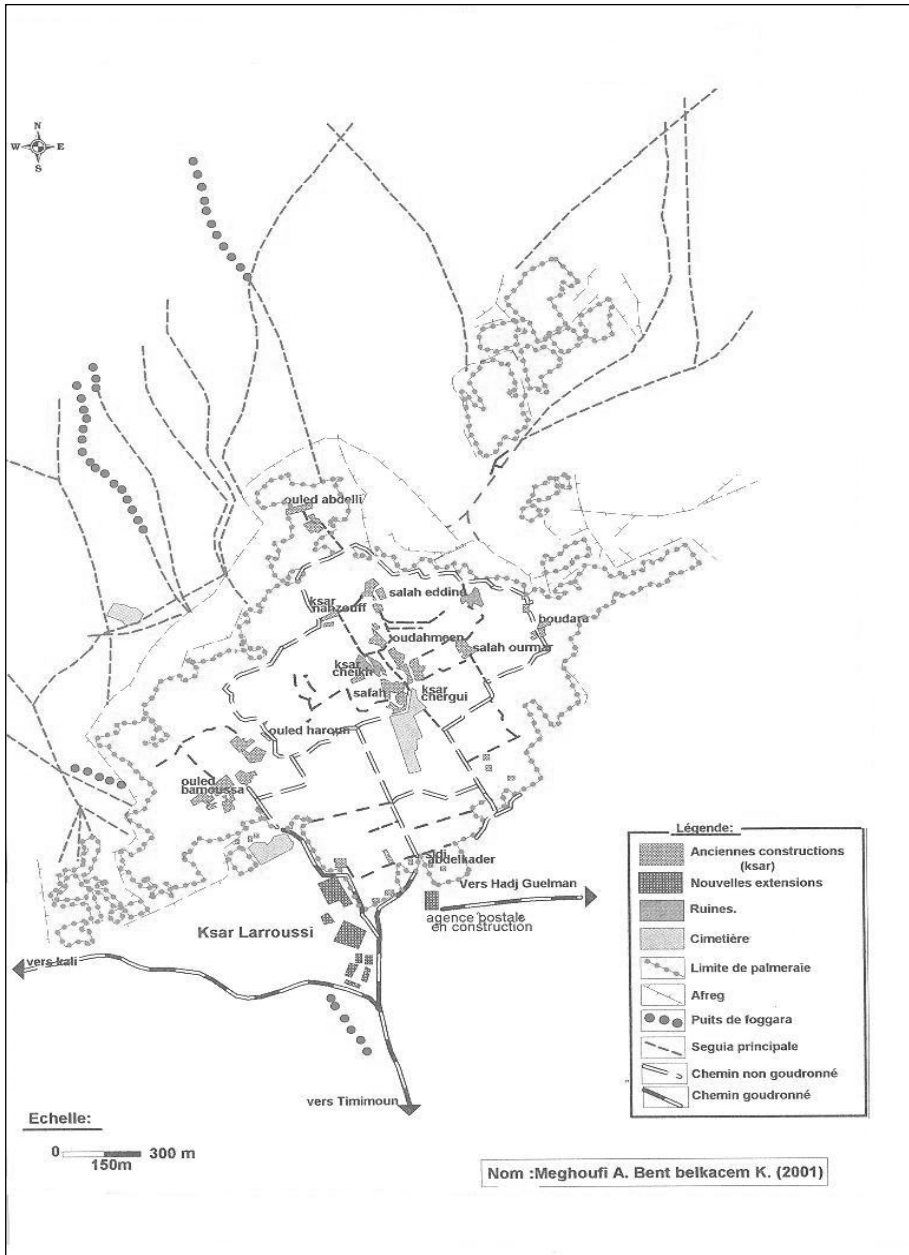 N
W E
S
ouled abdelli
salah eddine
ksar
nahzouff
boudara
oudahmeen
salah ourmar
ksar
cheikh
ksar
chergui
safah
ouled haroun
ouled
bamoussa
abdelkader
Vers Hadj Guelman
agence postale
en construction
Ksar Larroussi
vers kali
vers Timimoun
Légende:
Anciennes constructions
(ksar)
Nouvelles extensions
Ruines.
Cimetière
Limite de palmeraie
Afreg
Puits de foggara
Seguia principale
Chemin non goudronné
Chemin goudronné
Echelle:
0 300 m
150m
Nom :Meghoufi A. Bent belkacem K. (2001)